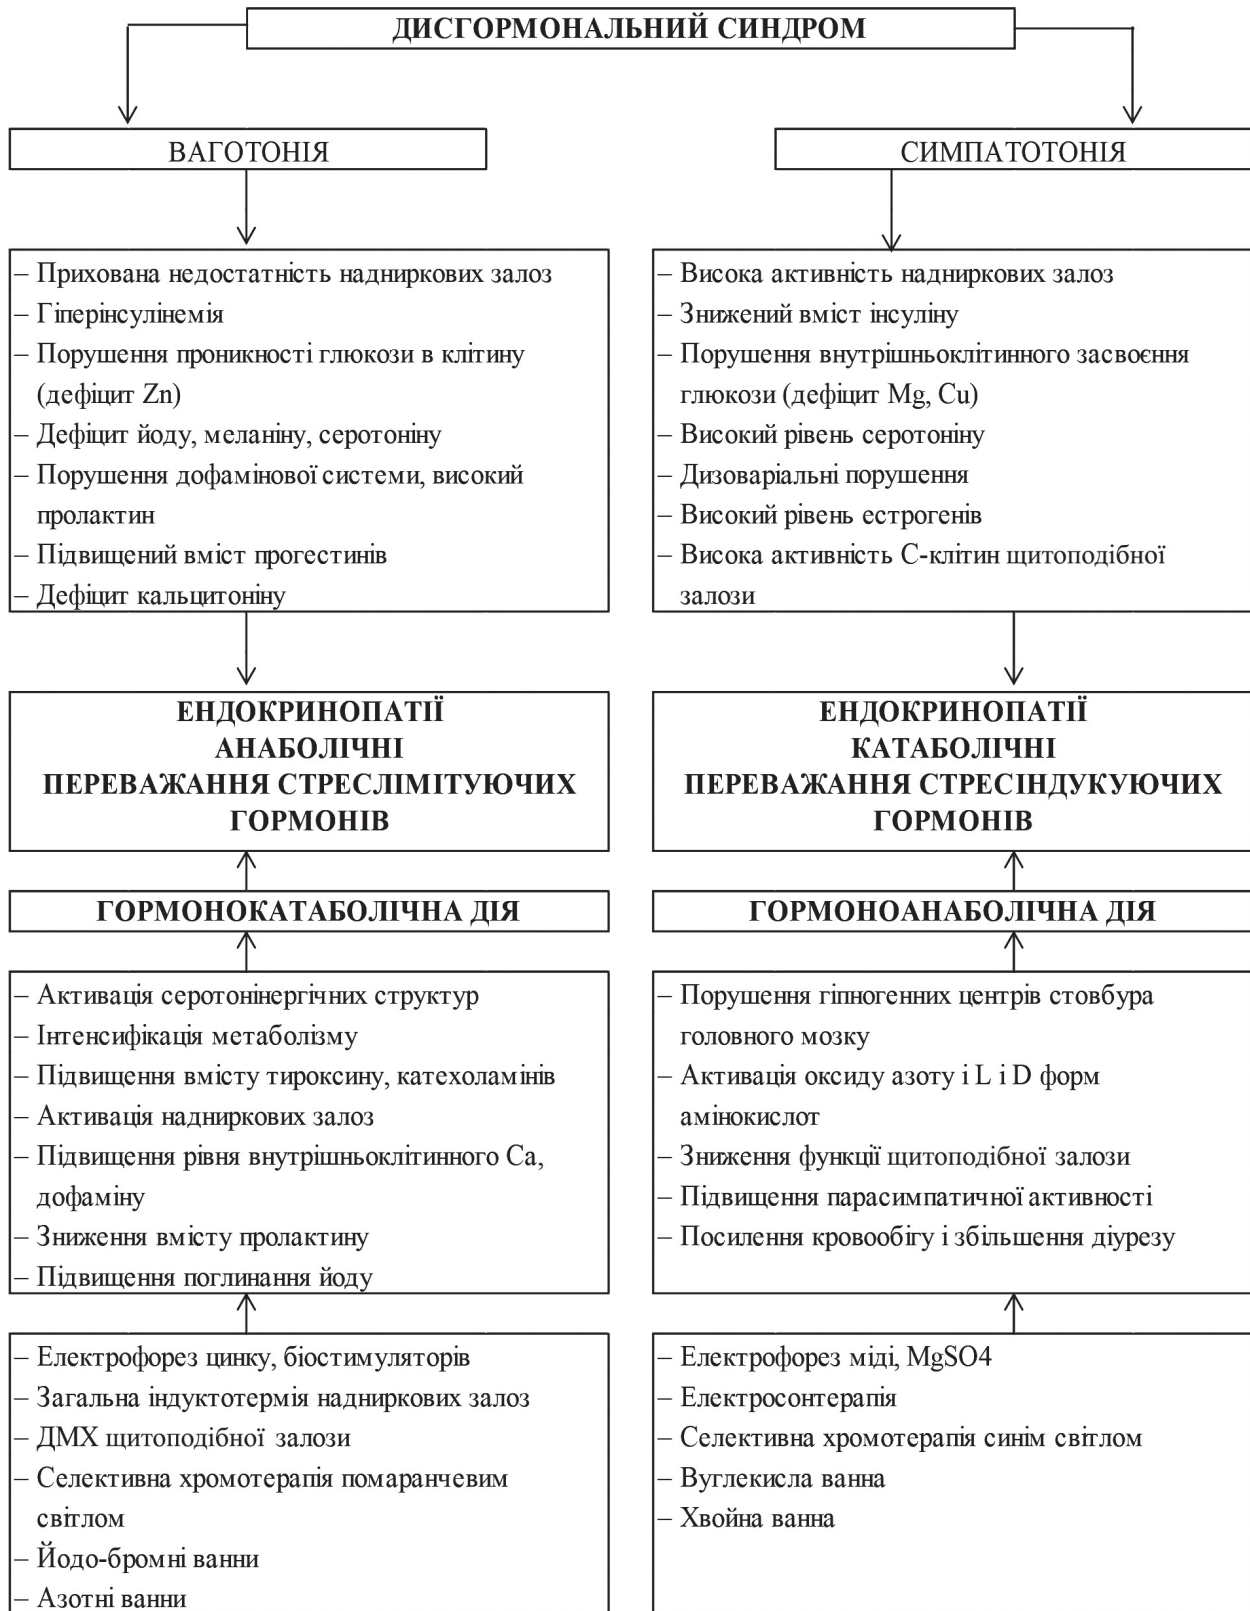 ДИСГОРМОНАЛЬНИЙ СИНДРОМ
ВАГОТОНІЯ
СИМПАТОТОНІЯ
– Прихована недостатність надниркових залоз
– Гіперінсулінемія
– Порушення проникності глюкози в клітину
(дефіцит Zn)
– Дефіцит йоду, меланіну, серотоніну
– Порушення дофамінової системи, високий
пролактин
– Підвищений вміст прогестинів
– Дефіцит кальцитоніну
– Висока активність надниркових залоз
– Знижений вміст інсуліну
– Порушення внутрішньоклітинного засвоєння
глюкози (дефіцит Mg, Cu)
– Високий рівень серотоніну
– Дизоваріальні порушення
– Високий рівень естрогенів
– Висока активність С-клітин щитоподібної
залози
ЕНДОКРИНОПАТІЇ
АНАБОЛІЧНІ
ПЕРЕВАЖАННЯ СТРЕСЛІМІТУЮЧИХ
ГОРМОНІВ
ЕНДОКРИНОПАТІЇ
КАТАБОЛІЧНІ
ПЕРЕВАЖАННЯ СТРЕСІНДУКУЮЧИХ
ГОРМОНІВ
ГОРМОНОКАТАБОЛІЧНА ДІЯ
ГОРМОНОАНАБОЛІЧНА ДІЯ
– Активація серотонінергічних структур
– Інтенсифікація метаболізму
– Підвищення вмісту тироксину, катехоламінів
– Активація надниркових залоз
– Підвищення рівня внутрішньоклітинного Са,
дофаміну
– Зниження вмісту пролактину
– Підвищення поглинання йоду
– Порушення гіпногенних центрів стовбура
головного мозку
– Активація оксиду азоту і L і D форм
амінокислот
– Зниження функції щитоподібної залози
– Підвищення парасимпатичної активності
– Посилення кровообігу і збільшення діурезу
– Електрофорез цинку, біостимуляторів
– Загальна індуктотермія надниркових залоз
– ДМХ щитоподібної залози
– Селективна хромотерапія помаранчевим
світлом
– Йодо-бромні ванни
– Азотні ванни
– Електрофорез міді, MgSO4
– Електросонтерапія
– Селективна хромотерапія синім світлом
– Вуглекисла ванна
– Хвойна ванна